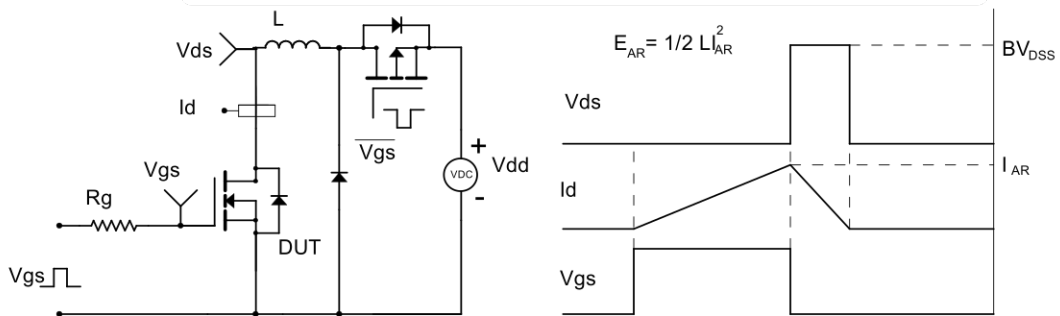 L
Vds
Id
Vgs
Rg
DUT
Vgs
Vgs
+
VDC
Vdd
-
E_AR = 1/2 LI_AR^2
BV_DSS
Vds
I_AR
Id
Vgs